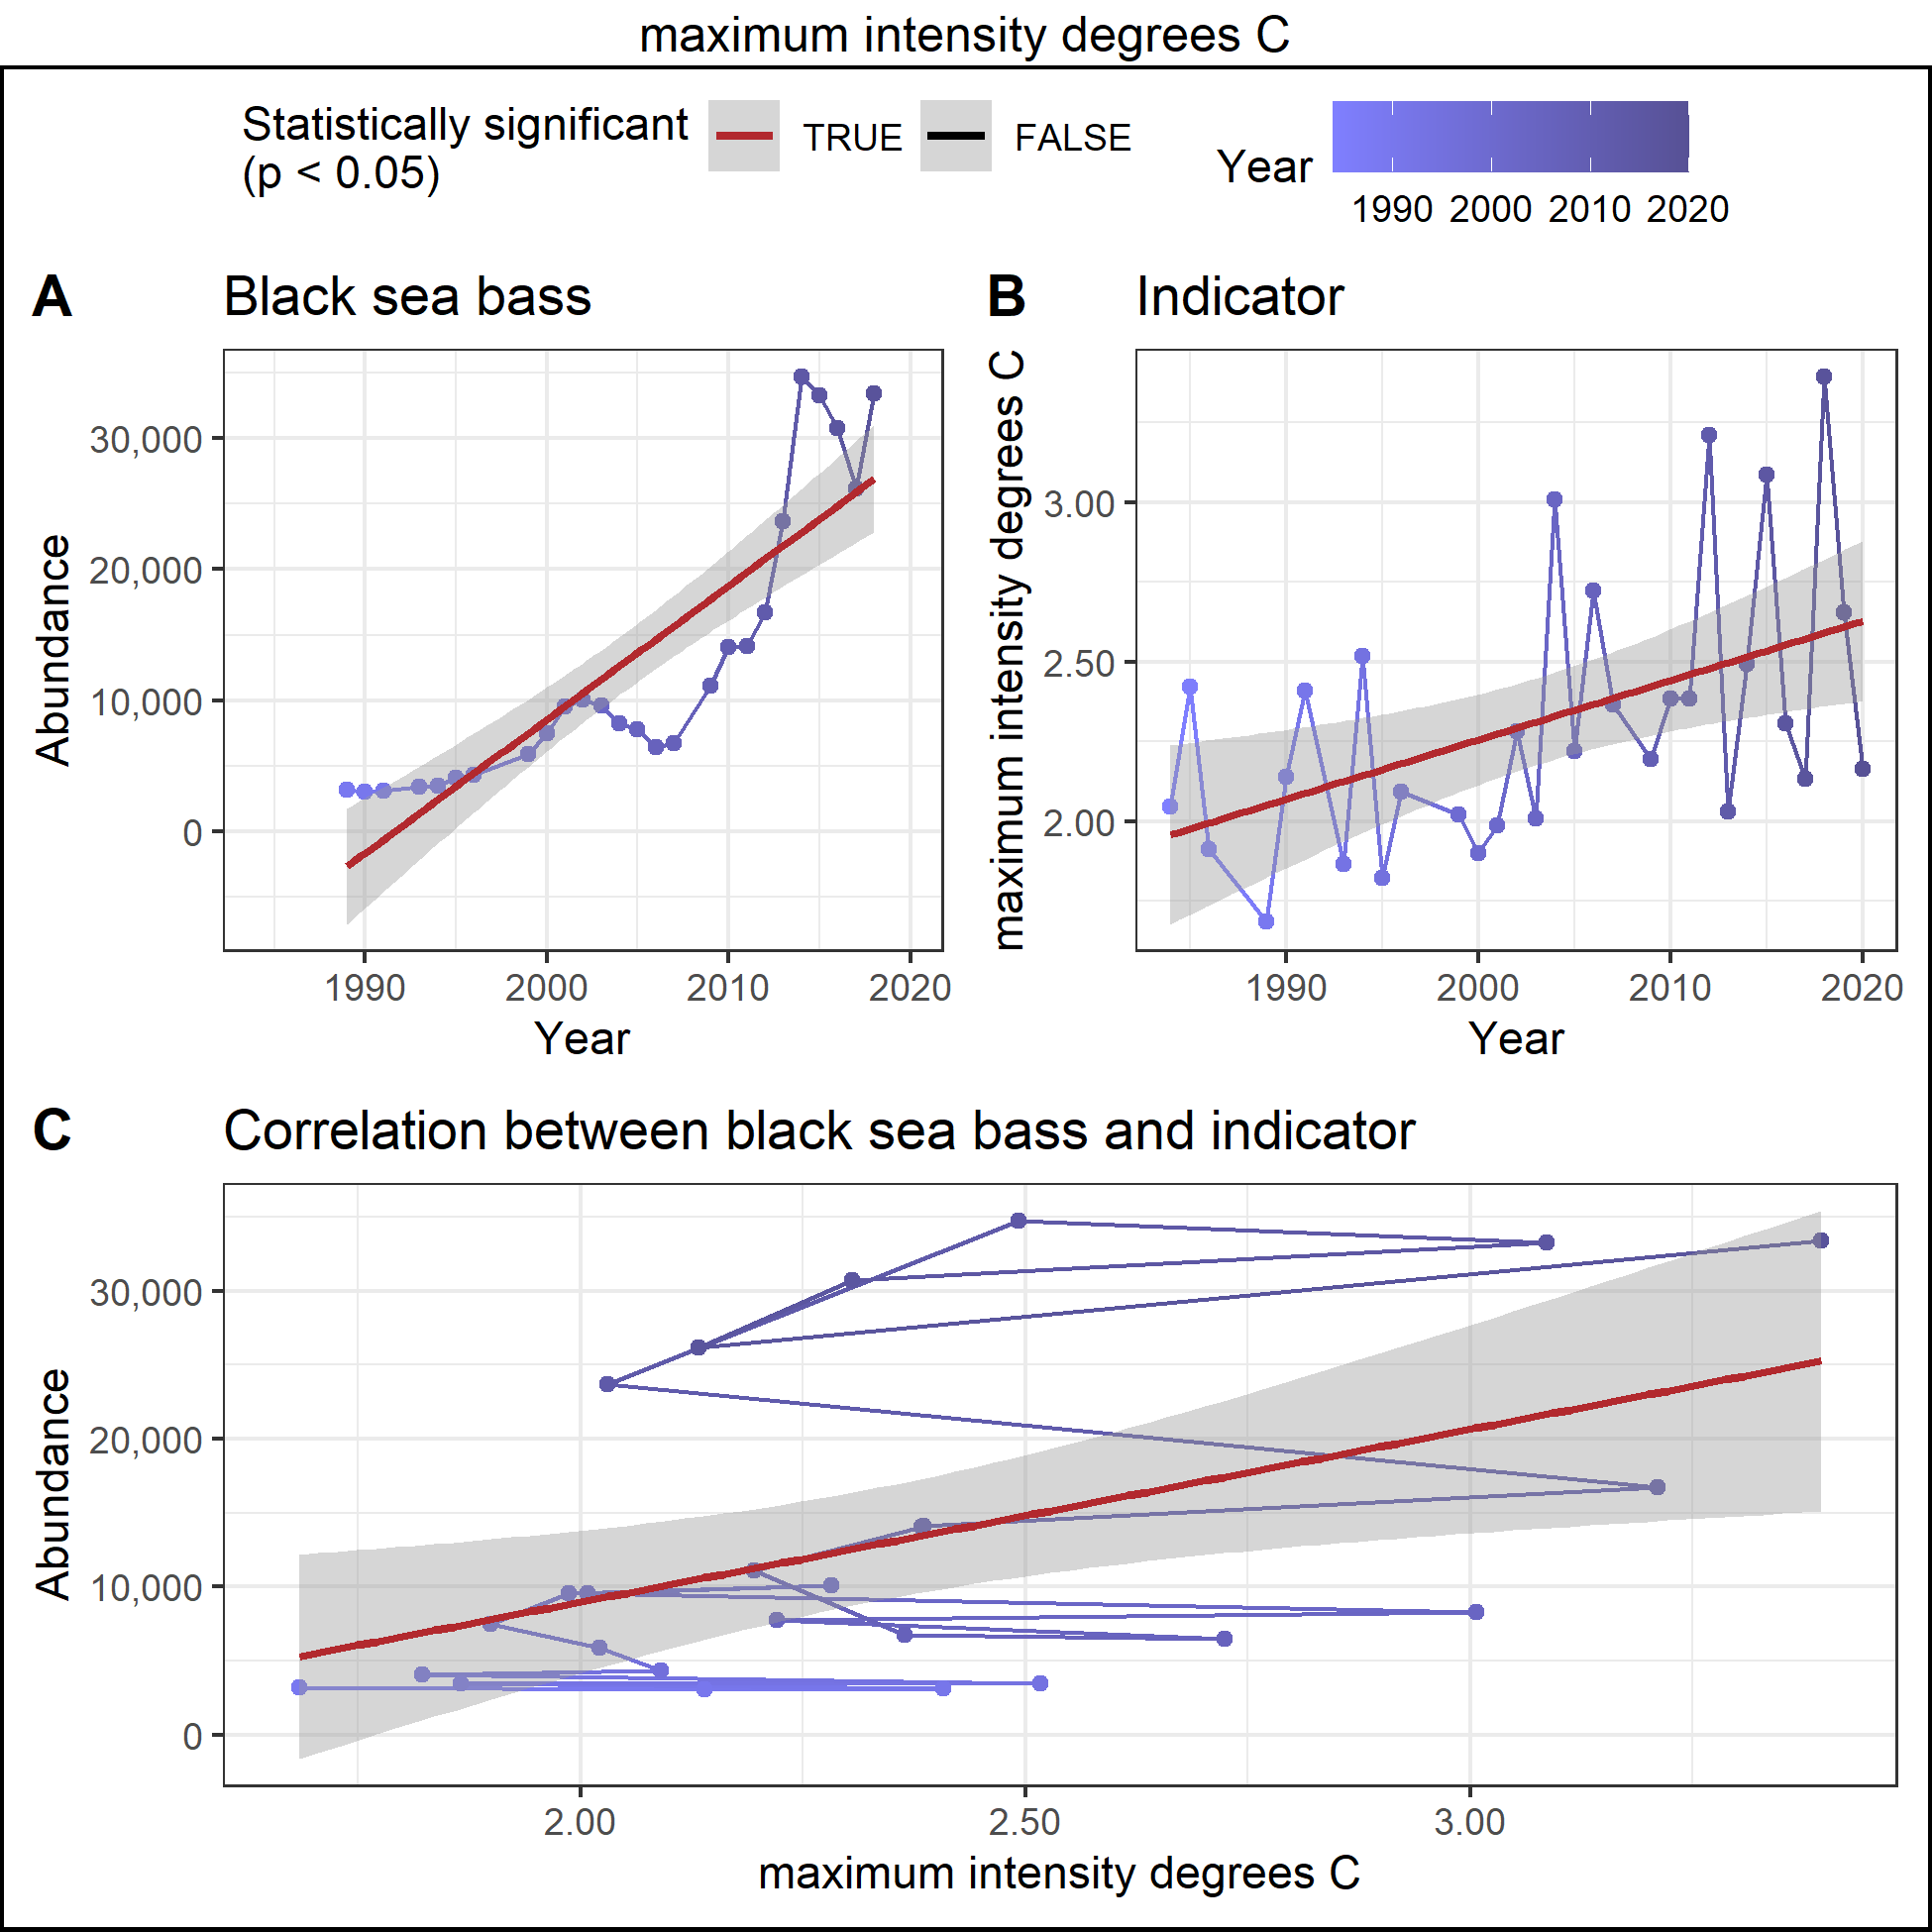 maximum intensity degrees C
Statistically significant
(p < 0.05)
TRUE
FALSE
Year
1990 2000 2010 2020
A
Black sea bass
Abundance
30,000
20,000
10,000
0
1990 2000 2010 2020
Year
B
Indicator
maximum intensity degrees C
3.00
2.50
2.00
1990 2000 2010 2020
Year
C
Correlation between black sea bass and indicator
Abundance
30,000
20,000
10,000
0
2.00 2.50 3.00
maximum intensity degrees C